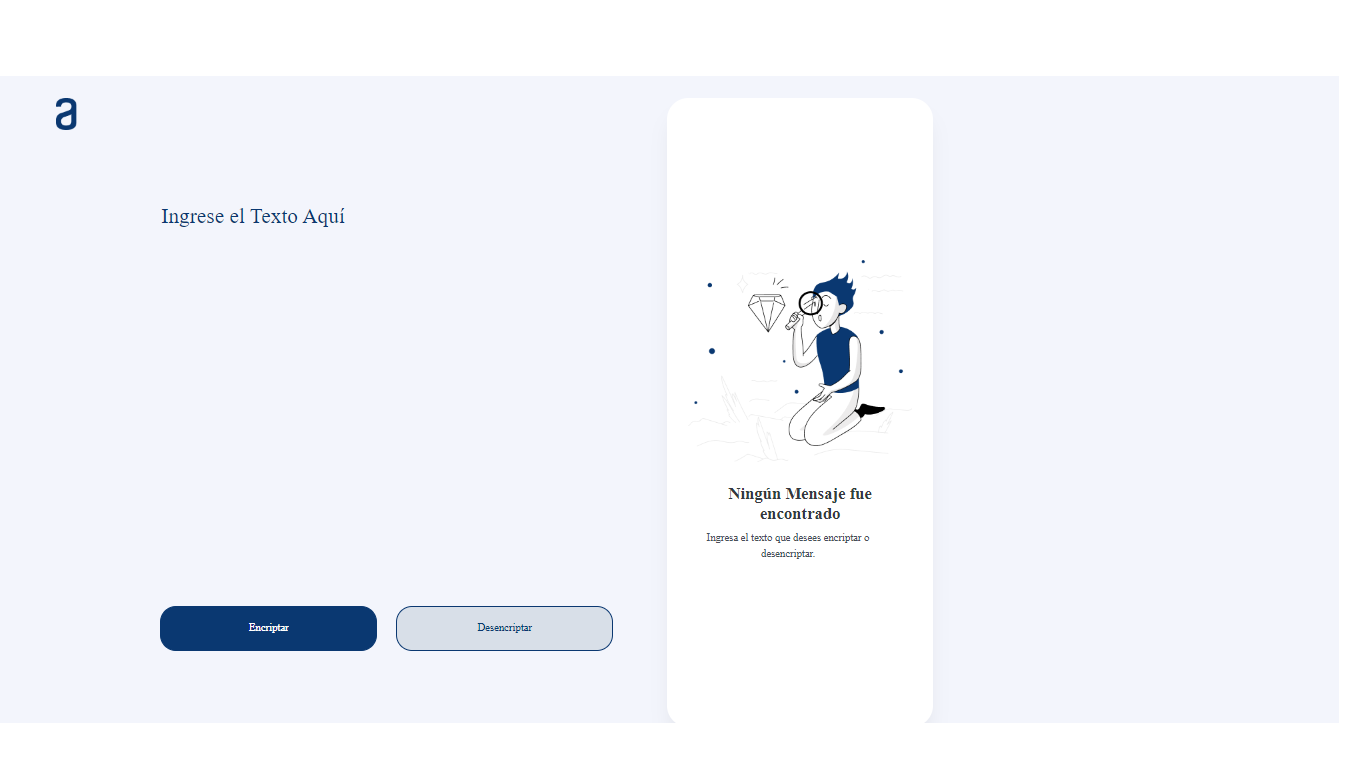 a
Ingrese el Texto Aquí
Ningún Mensaje fue
encontrado
Ingresa el texto que desees encriptar o
desencriptar.
Encriptar
Desencriptar